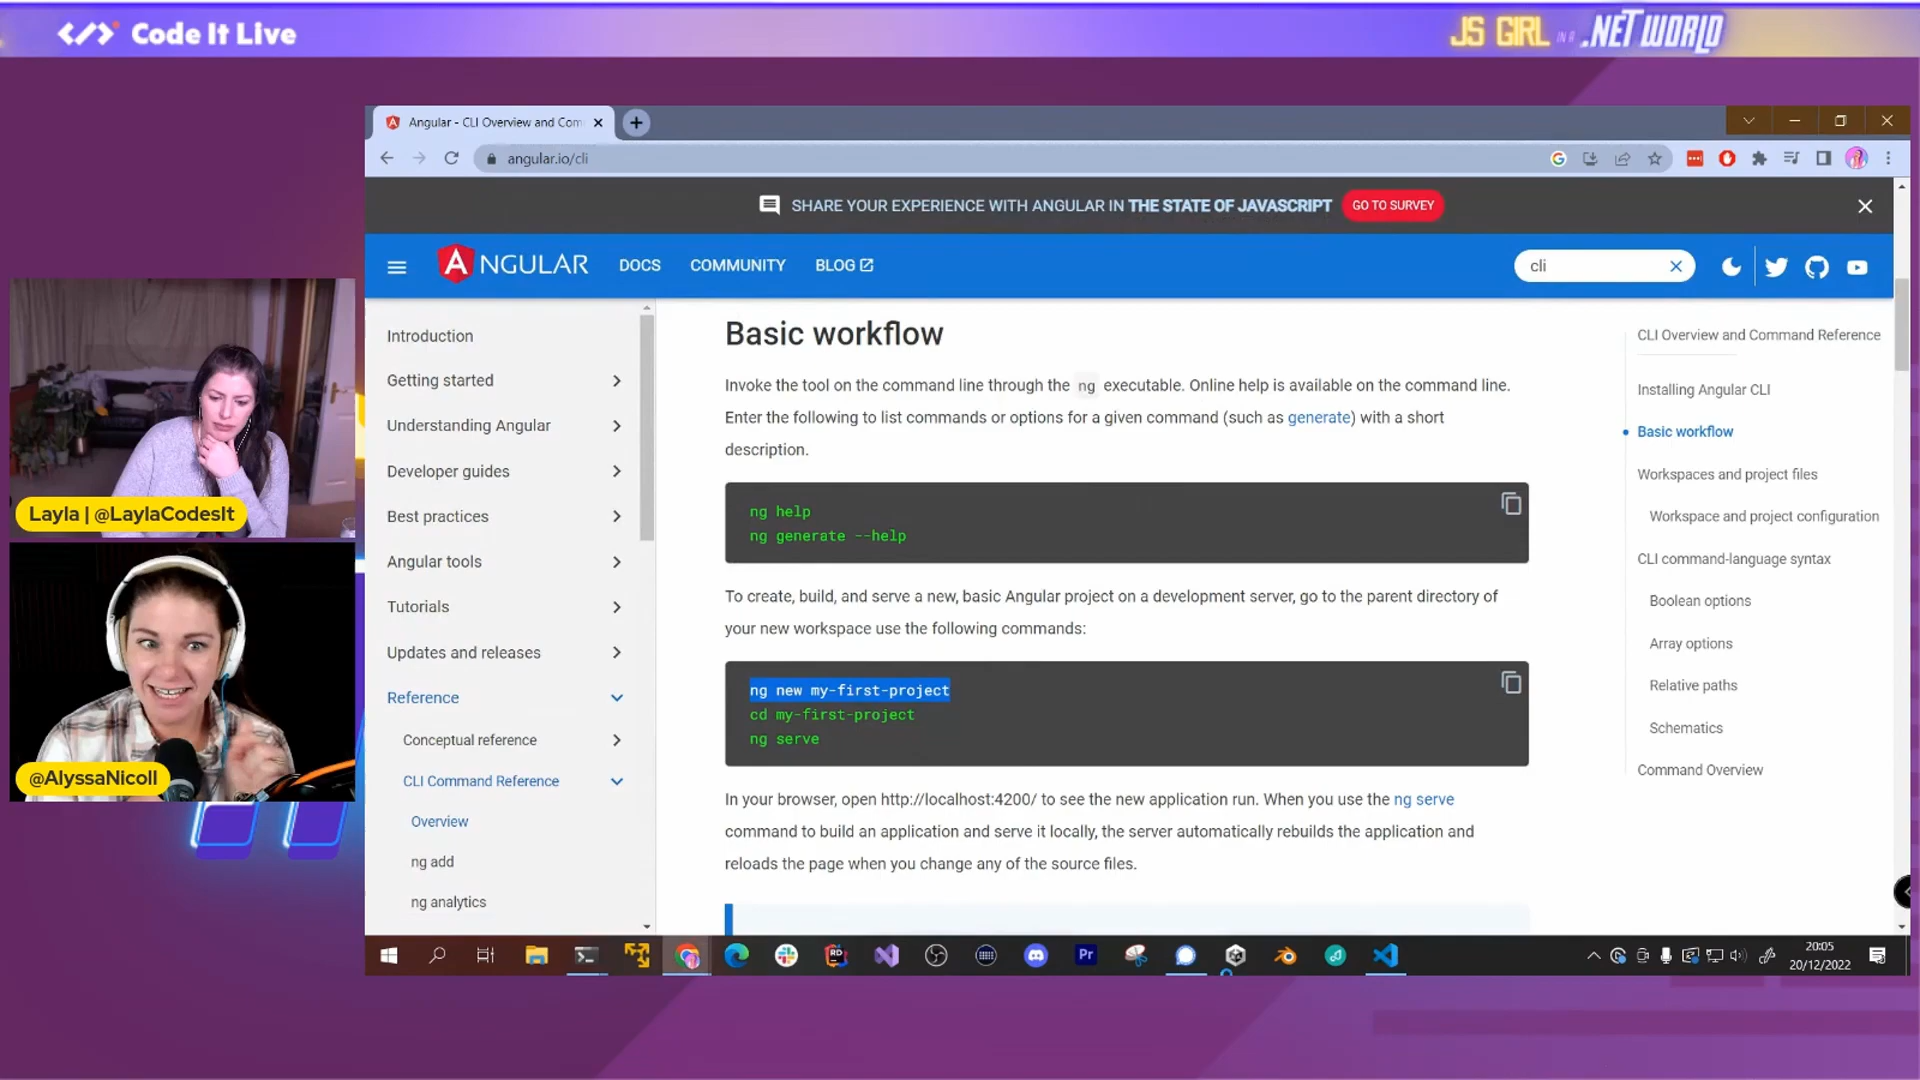 Code It Live
JS GIRL IN A .NET WORLD
Angular - CLI Overview and Com
angular.io/cli
SHARE YOUR EXPERIENCE WITH ANGULAR IN THE STATE OF JAVASCRIPT
GO TO SURVEY
ANGULAR
DOCS
COMMUNITY
BLOG
cli
Introduction
Getting started
Understanding Angular
Developer guides
Best practices
Angular tools
Tutorials
Updates and releases
Reference
Conceptual reference
CLI Command Reference
Overview
ng add
ng analytics
Basic workflow
Invoke the tool on the command line through the ng executable. Online help is available on the command line.
Enter the following to list commands or options for a given command (such as generate) with a short
description.
ng help
ng generate --help
To create, build, and serve a new, basic Angular project on a development server, go to the parent directory of
your new workspace use the following commands:
ng new my-first-project
cd my-first-project
ng serve
In your browser, open http://localhost:4200/ to see the new application run. When you use the ng serve
command to build an application and serve it locally, the server automatically rebuilds the application and
reloads the page when you change any of the source files.
CLI Overview and Command Reference
Installing Angular CLI
Basic workflow
Workspaces and project files
Workspace and project configuration
CLI command-language syntax
Boolean options
Array options
Relative paths
Schematics
Command Overview
Layla | @LaylaCodesIt
@AlyssaNicoll
RD
Pr
20:05
20/12/2022